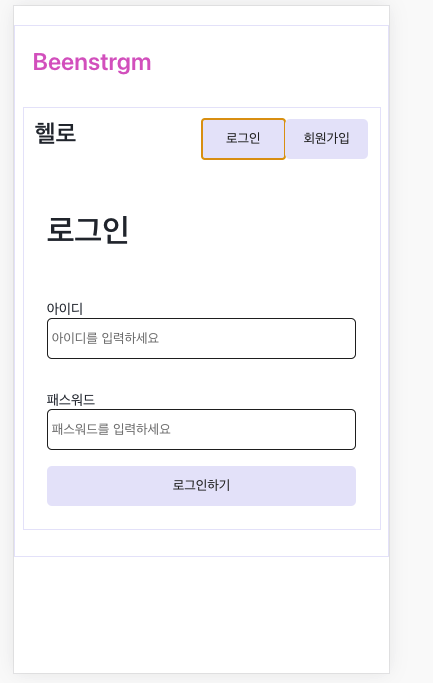 Beenstrgm
헬로
로그인 회원가입
로그인
아이디
아이디를 입력하세요
패스워드
패스워드를 입력하세요
로그인하기